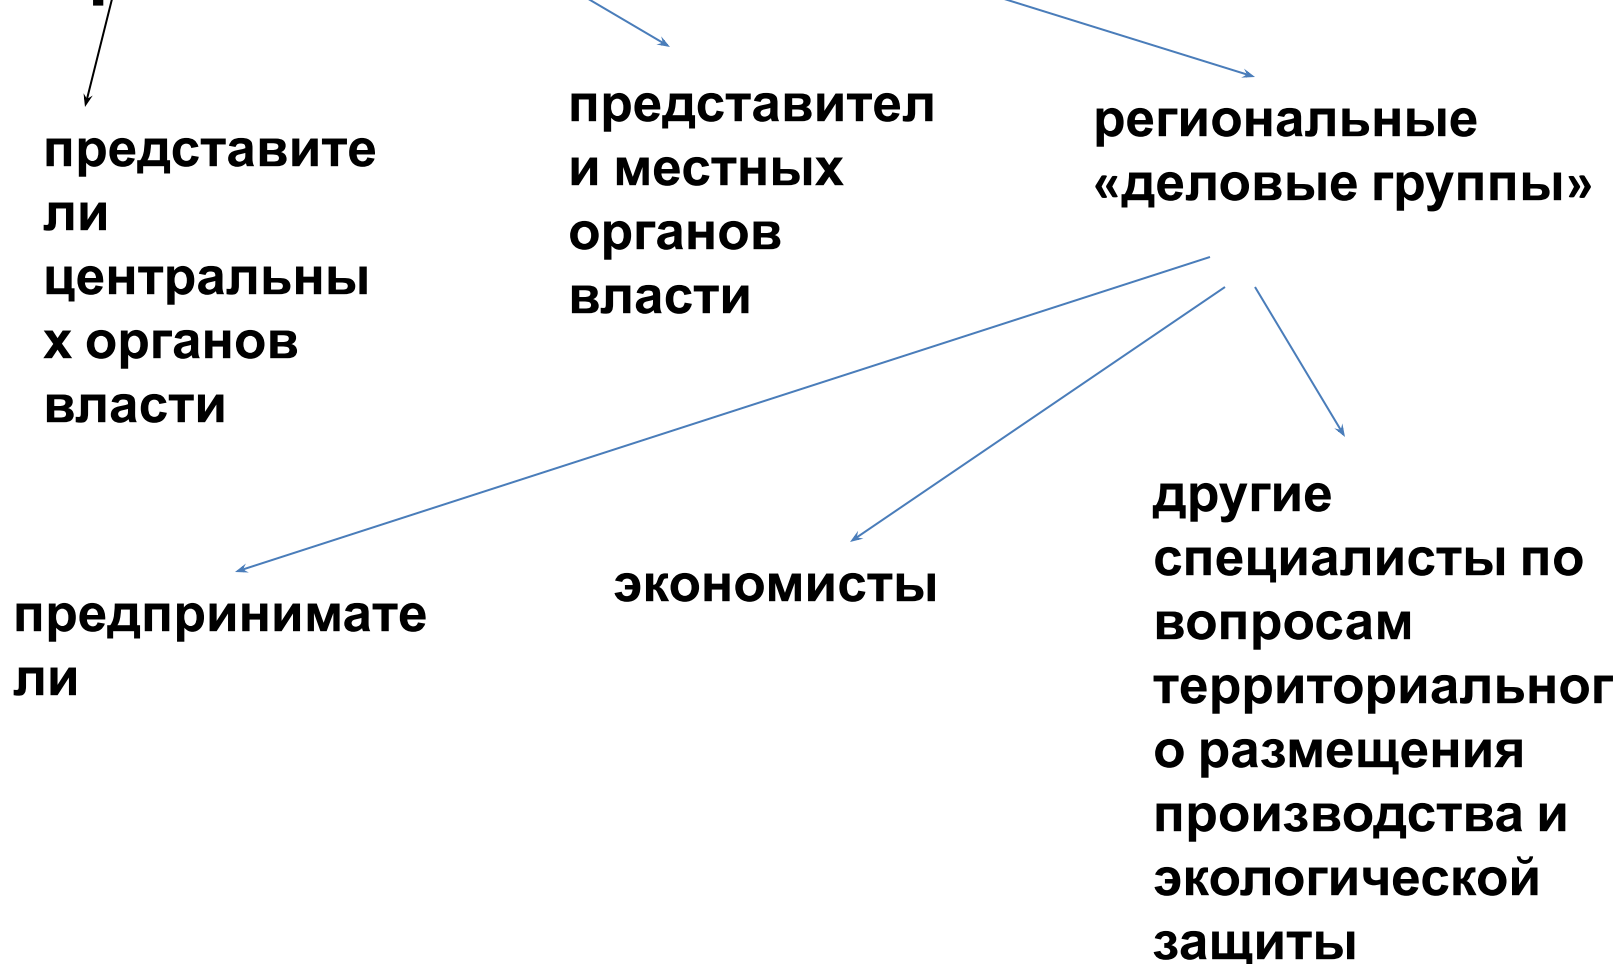 представите
ли
центральны
х органов
власти
представител
и местных
органов
власти
региональные
«деловые группы»
предпринимате
ли
экономисты
другие
специалисты по
вопросам
территориальног
о размещения
производства и
экологической
защиты